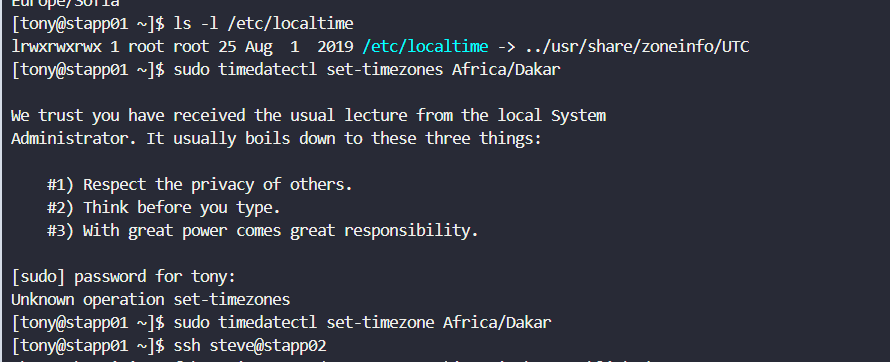 Europe/Sofia
[tony@stapp01 ~]$ ls -l /etc/localtime
lrwxrwxrwx 1 root root 25 Aug  1  2019 /etc/localtime -> ../usr/share/zoneinfo/UTC
[tony@stapp01 ~]$ sudo timedatectl set-timezones Africa/Dakar

We trust you have received the usual lecture from the local System
Administrator. It usually boils down to these three things:

    #1) Respect the privacy of others.
    #2) Think before you type.
    #3) With great power comes great responsibility.

[sudo] password for tony:
Unknown operation set-timezones
[tony@stapp01 ~]$ sudo timedatectl set-timezone Africa/Dakar
[tony@stapp01 ~]$ ssh steve@stapp02